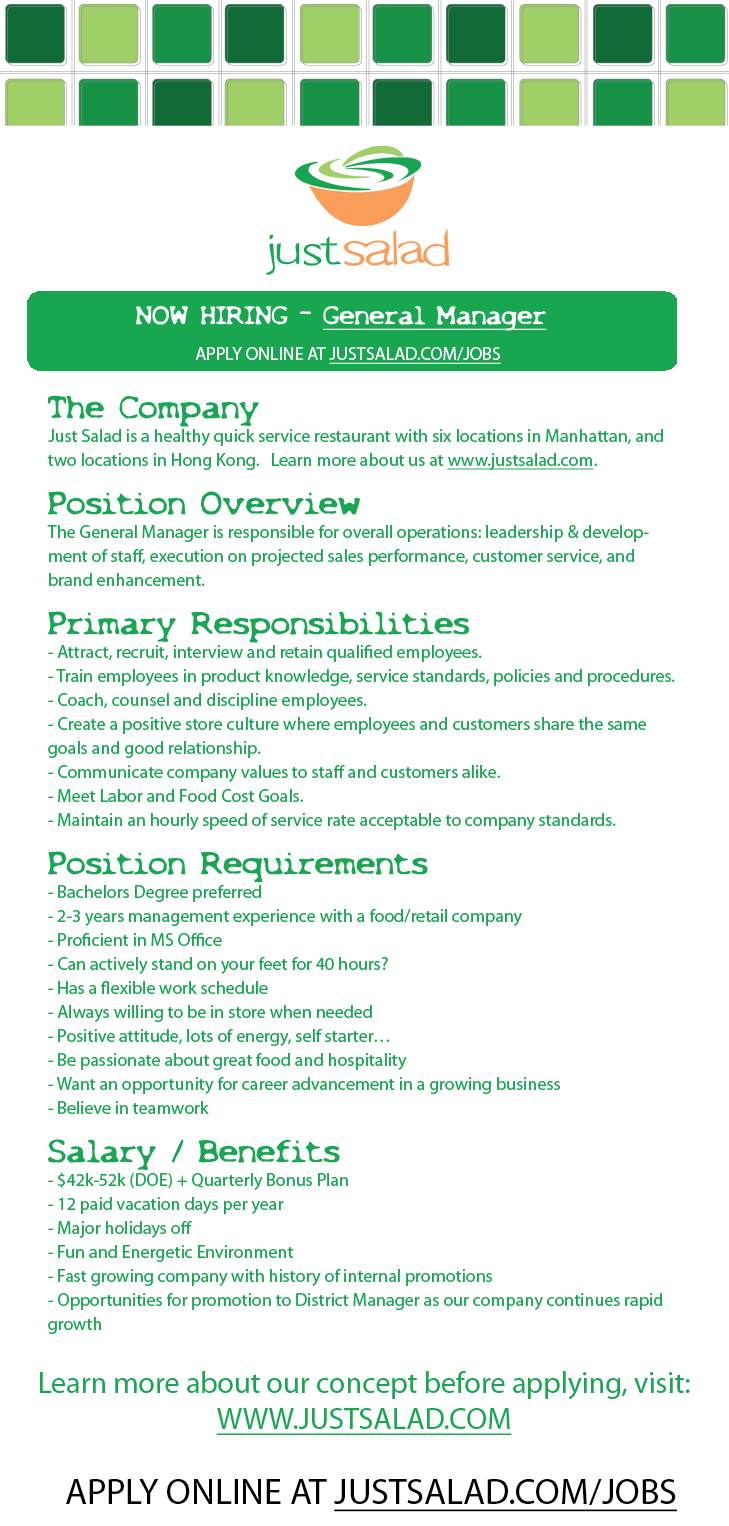 justsalad
NOW HIRING - General Manager
APPLY ONLINE AT JUSTSALAD.COM/JOBS
The Company
Just Salad is a healthy quick service restaurant with six locations in Manhattan, and
two locations in Hong Kong.   Learn more about us at www.justsalad.com.
Position Overview
The General Manager is responsible for overall operations: leadership & develop-
ment of staff, execution on projected sales performance, customer service, and
brand enhancement.
Primary Responsibilities
- Attract, recruit, interview and retain qualified employees.
- Train employees in product knowledge, service standards, policies and procedures.
- Coach, counsel and discipline employees.
- Create a positive store culture where employees and customers share the same
goals and good relationship.
- Communicate company values to staff and customers alike.
- Meet Labor and Food Cost Goals.
- Maintain an hourly speed of service rate acceptable to company standards.
Position Requirements
- Bachelors Degree preferred
- 2-3 years management experience with a food/retail company
- Proficient in MS Office
- Can actively stand on your feet for 40 hours?
- Has a flexible work schedule
- Always willing to be in store when needed
- Positive attitude, lots of energy, self starter…
- Be passionate about great food and hospitality
- Want an opportunity for career advancement in a growing business
- Believe in teamwork
Salary / Benefits
- $42k-52k (DOE) + Quarterly Bonus Plan
- 12 paid vacation days per year
- Major holidays off
- Fun and Energetic Environment
- Fast growing company with history of internal promotions
- Opportunities for promotion to District Manager as our company continues rapid
growth
Learn more about our concept before applying, visit:
WWW.JUSTSALAD.COM
APPLY ONLINE AT JUSTSALAD.COM/JOBS